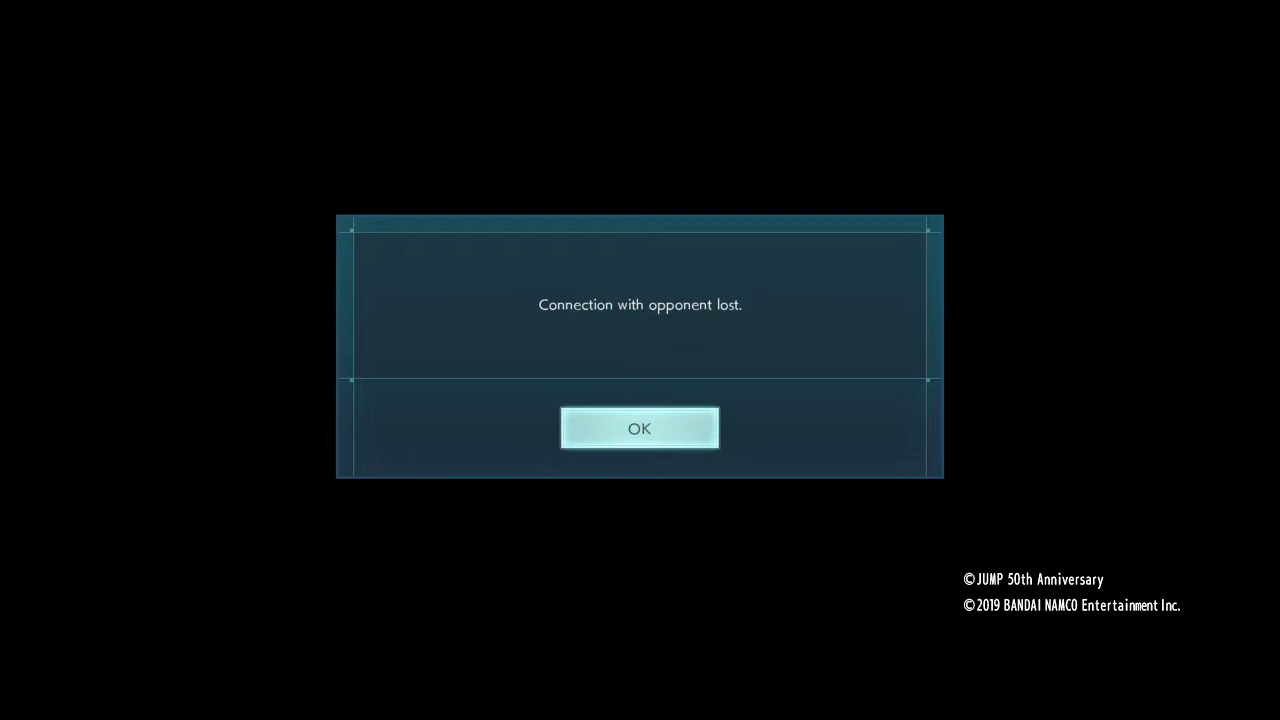 Connection with opponent lost.
OK
©JUMP 50th Anniversary
©2019 BANDAI NAMCO Entertainment Inc.